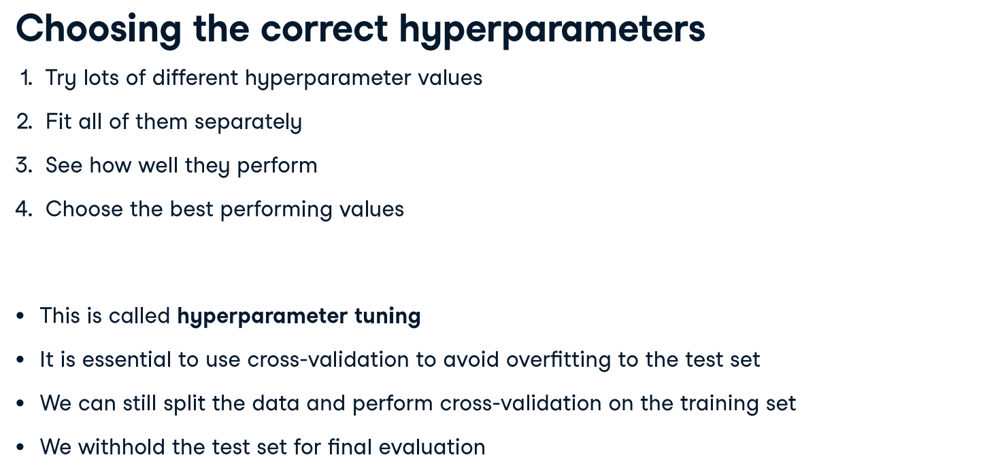 Choosing the correct hyperparameters
1. Try lots of different hyperparameter values
2. Fit all of them separately
3. See how well they perform
4. Choose the best performing values
• This is called hyperparameter tuning
• It is essential to use cross-validation to avoid overfitting to the test set
• We can still split the data and perform cross-validation on the training set
• We withhold the test set for final evaluation